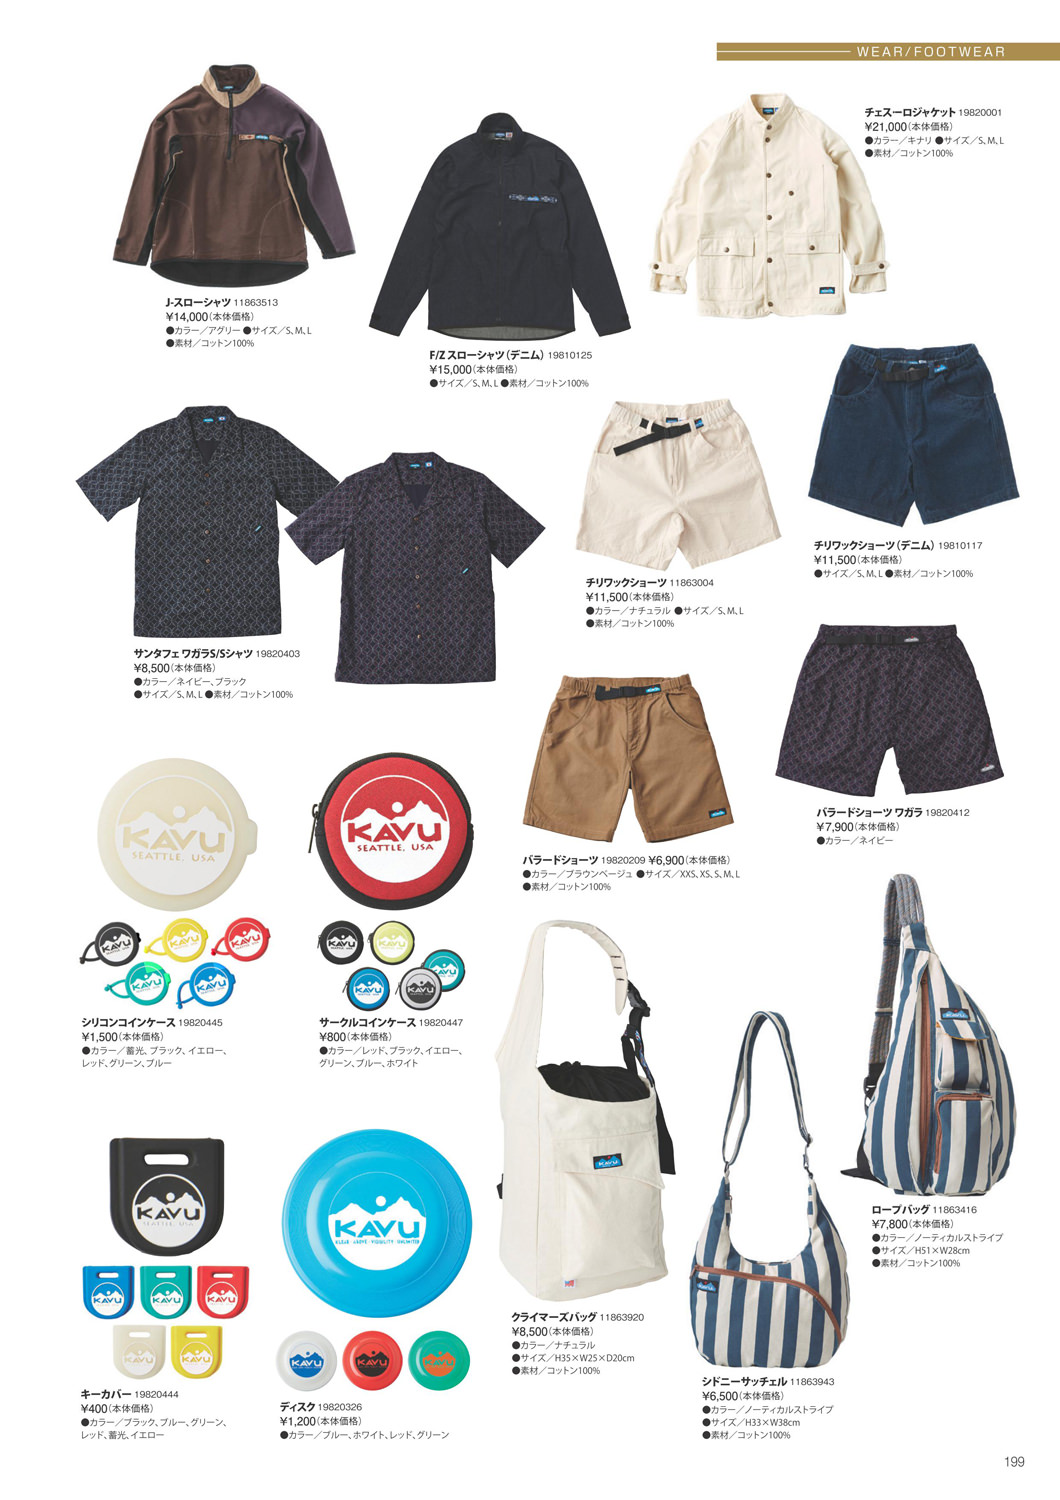 WEAR/FOOTWEAR
チェスーロジャケット 19820001
¥21,000(本体価格)
●カラー／キナリ ●サイズ／S、M、L
●素材／コットン100%
J-スローシャツ 11863513
¥14,000(本体価格)
●カラー／アグリー ●サイズ／S、M、L
●素材／コットン100%
F/Z スローシャツ(デニム) 19810125
¥15,000(本体価格)
●サイズ／S、M、L ●素材／コットン100%
チリワックショーツ(デニム) 19810117
¥11,500(本体価格)
●サイズ／S、M、L ●素材／コットン100%
チリワックショーツ 11863004
¥11,500(本体価格)
●カラー／ナチュラル ●サイズ／S、M、L
●素材／コットン100%
サンタフェ ワガラS/Sシャツ 19820403
¥8,500(本体価格)
●カラー／ネイビー、ブラック
●サイズ／S、M、L ●素材／コットン100%
バラードショーツ ワガラ 19820412
¥7,900(本体価格)
●カラー／ネイビー
バラードショーツ 19820209 ¥6,900(本体価格)
●カラー／ブラウンベージュ ●サイズ／XXS、XS、S、M、L
●素材／コットン100%
KAVU
SEATTLE, USA
KAVU
SEATTLE, USA
シリコンコインケース 19820445
¥1,500(本体価格)
●カラー／蓄光、ブラック、イエロー、
レッド、グリーン、ブルー
サークルコインケース 19820447
¥800(本体価格)
●カラー／レッド、ブラック、イエロー、
グリーン、ブルー、ホワイト
KAVU
SEATTLE, USA
KAVU
KLEAR ABOVE VISIBILITY UNLIMITED
KAVU
ロープバッグ 11863416
¥7,800(本体価格)
●カラー／ノーティカルストライプ
●サイズ／H51×W28cm
●素材／コットン100%
クライマーズバッグ 11863920
¥8,500(本体価格)
●カラー／ナチュラル
●サイズ／H35×W25×D20cm
●素材／コットン100%
シドニーサッチェル 11863943
¥6,500(本体価格)
●カラー／ノーティカルストライプ
●サイズ／H33×W38cm
●素材／コットン100%
キーカバー 19820444
¥400(本体価格)
●カラー／ブラック、ブルー、グリーン、
レッド、蓄光、イエロー
ディスク 19820326
¥1,200(本体価格)
●カラー／ブルー、ホワイト、レッド、グリーン
199